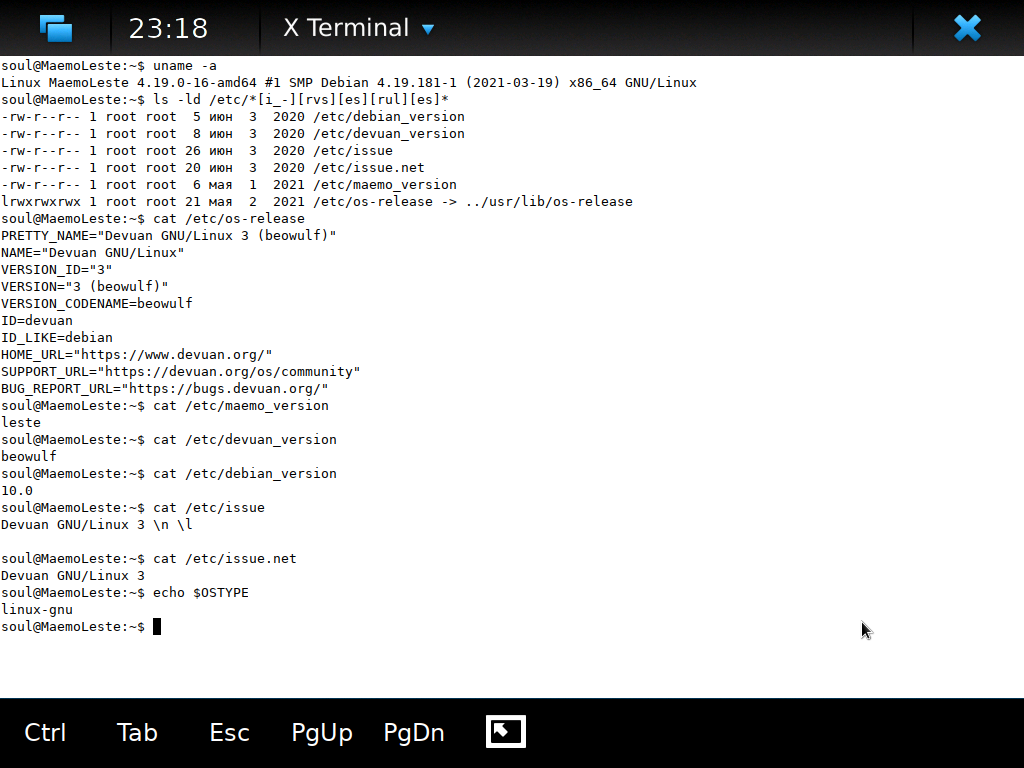 23:18
X Terminal
soul@MaemoLeste:~$ uname -a
Linux MaemoLeste 4.19.0-16-amd64 #1 SMP Debian 4.19.181-1 (2021-03-19) x86_64 GNU/Linux
soul@MaemoLeste:~$ ls -ld /etc/*[i_-][rvs][es][rul][es]*
-rw-r--r-- 1 root root  5 июн  3  2020 /etc/debian_version
-rw-r--r-- 1 root root  8 июн  3  2020 /etc/devuan_version
-rw-r--r-- 1 root root 26 июн  3  2020 /etc/issue
-rw-r--r-- 1 root root 20 июн  3  2020 /etc/issue.net
-rw-r--r-- 1 root root  6 мая  1  2021 /etc/maemo_version
lrwxrwxrwx 1 root root 21 мая  2  2021 /etc/os-release -> ../usr/lib/os-release
soul@MaemoLeste:~$ cat /etc/os-release
PRETTY_NAME="Devuan GNU/Linux 3 (beowulf)"
NAME="Devuan GNU/Linux"
VERSION_ID="3"
VERSION="3 (beowulf)"
VERSION_CODENAME=beowulf
ID=devuan
ID_LIKE=debian
HOME_URL="https://www.devuan.org/"
SUPPORT_URL="https://devuan.org/os/community"
BUG_REPORT_URL="https://bugs.devuan.org/"
soul@MaemoLeste:~$ cat /etc/maemo_version
leste
soul@MaemoLeste:~$ cat /etc/devuan_version
beowulf
soul@MaemoLeste:~$ cat /etc/debian_version
10.0
soul@MaemoLeste:~$ cat /etc/issue
Devuan GNU/Linux 3 \n \l

soul@MaemoLeste:~$ cat /etc/issue.net
Devuan GNU/Linux 3
soul@MaemoLeste:~$ echo $OSTYPE
linux-gnu
soul@MaemoLeste:~$
Ctrl Tab Esc PgUp PgDn